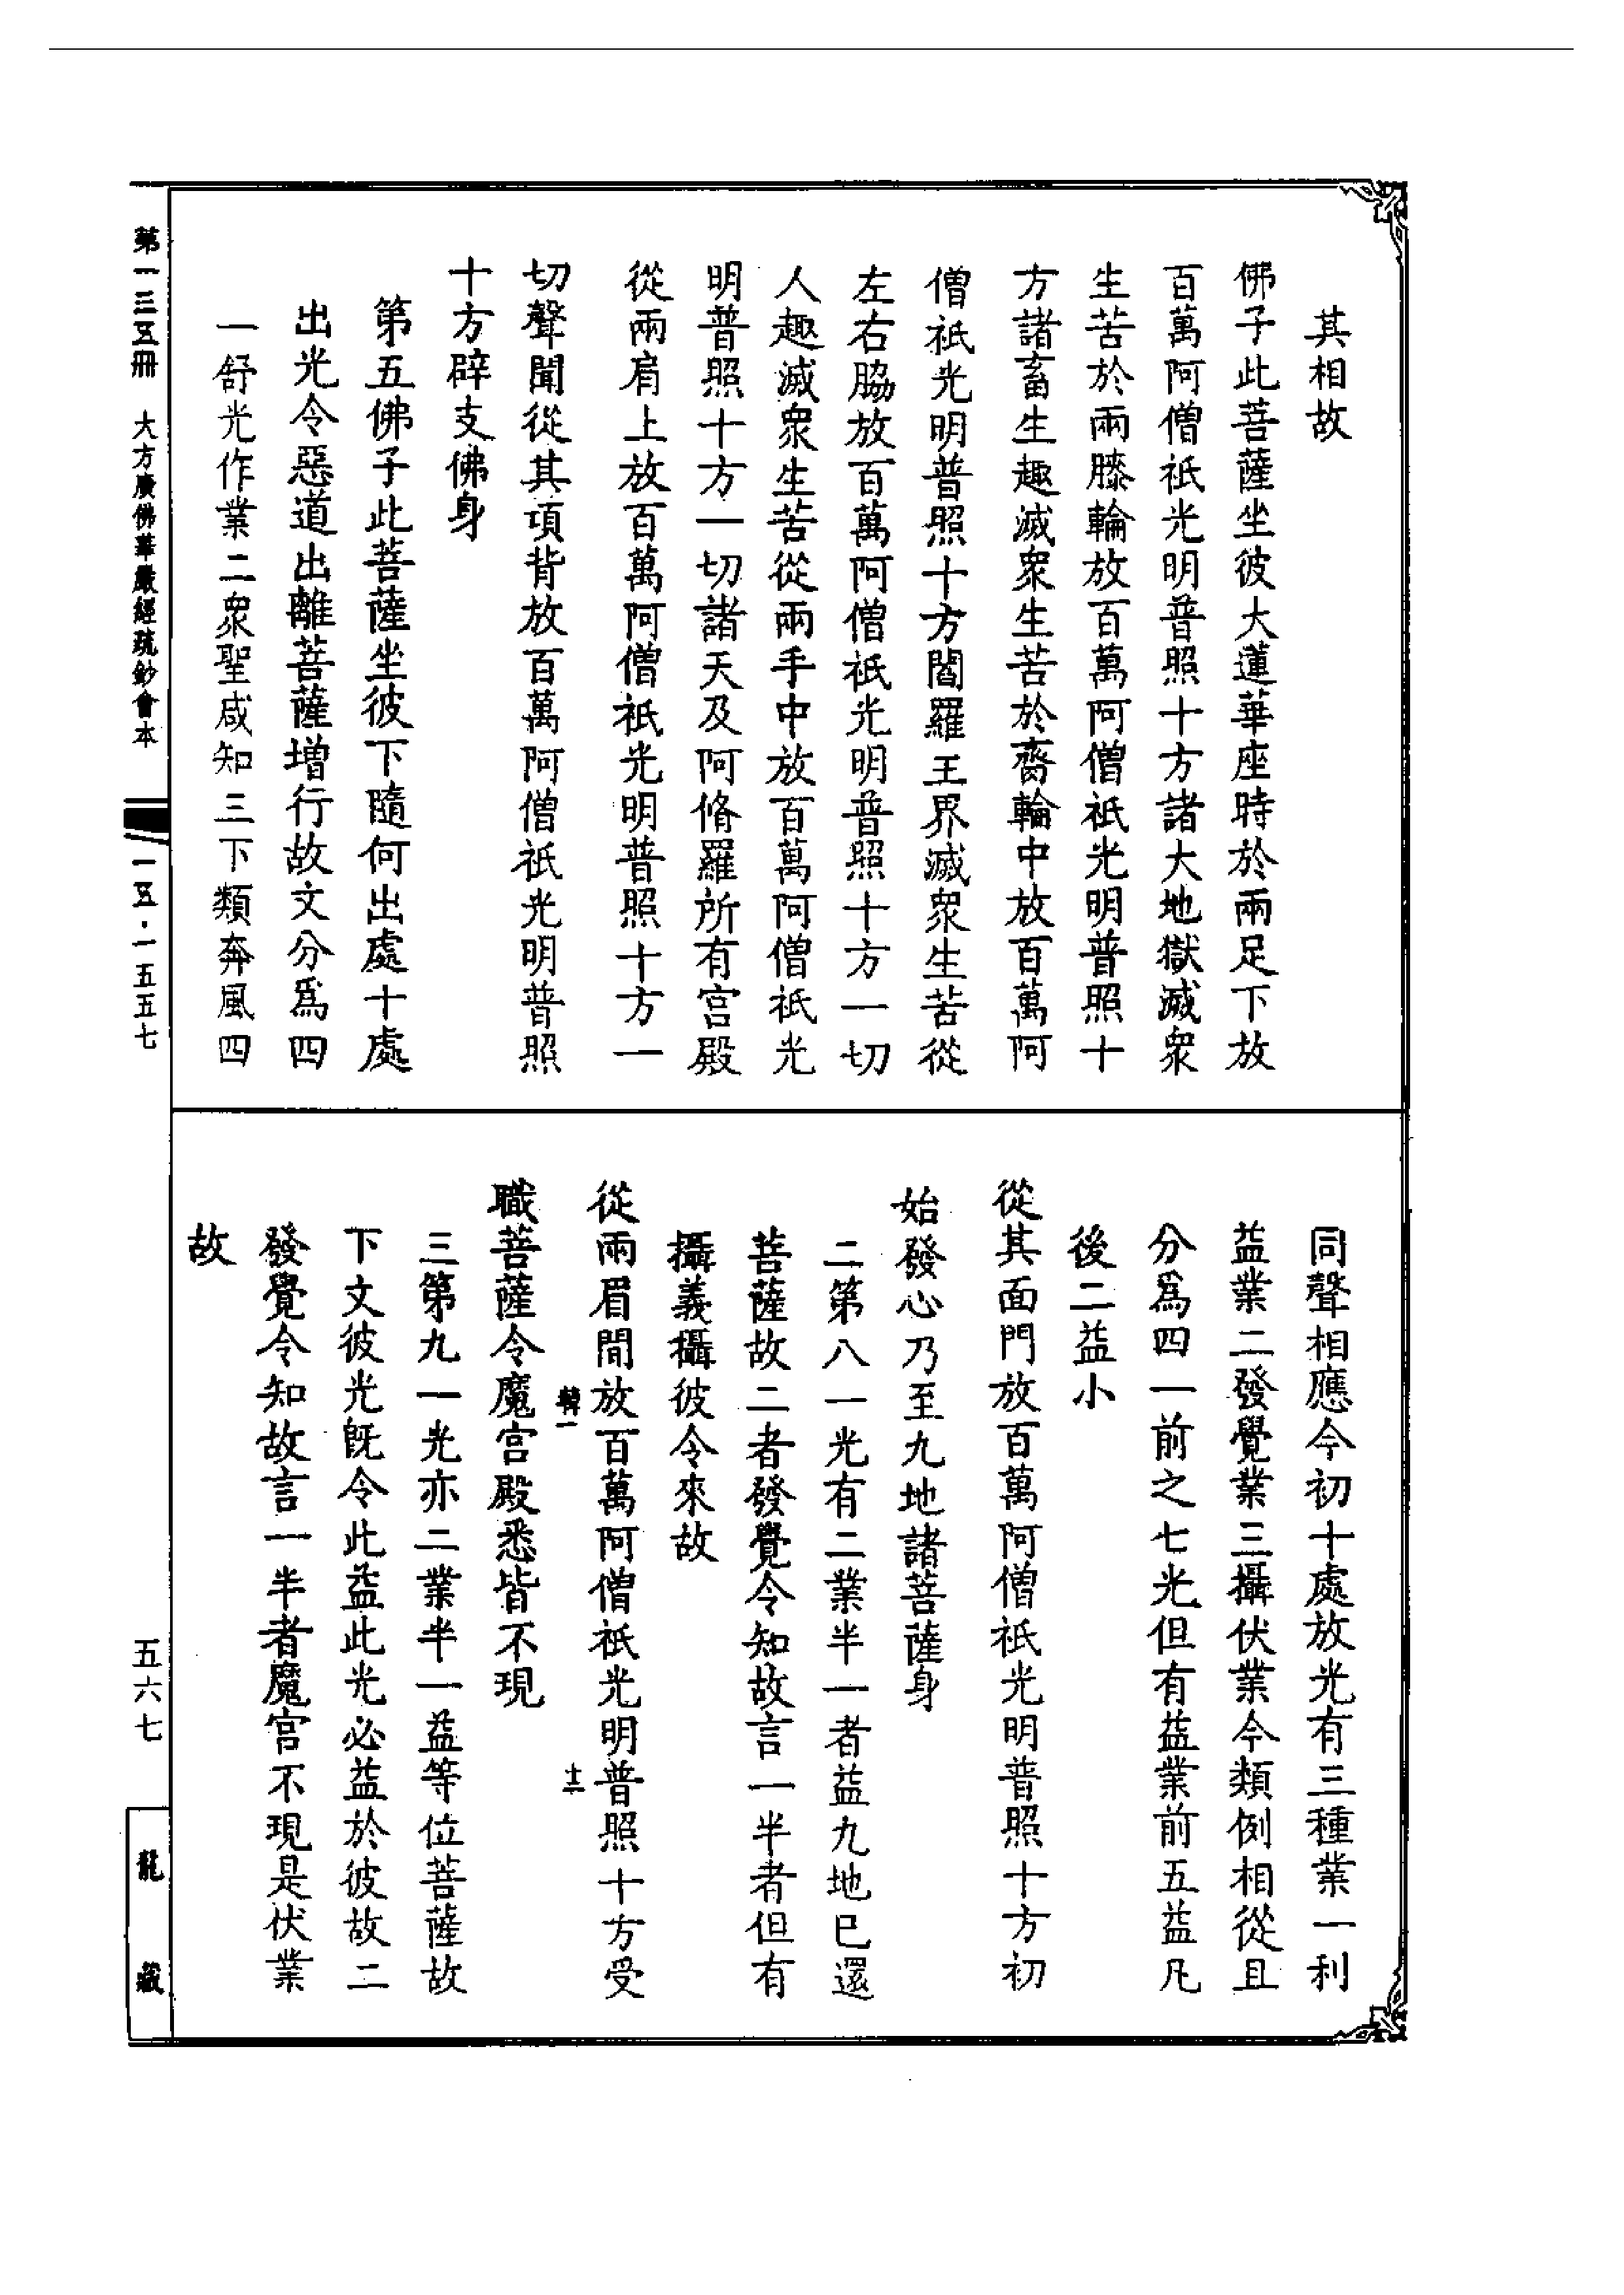 其相故
佛子此菩薩坐彼大蓮華座時於兩足下放
百萬阿僧祇光明普照十方諸大地獄滅衆
生苦於兩膝輪放百萬阿僧祇光明普照十
方諸畜生趣滅衆生苦於齎輪中放百萬阿
僧祇光明普照十方閻羅王界滅衆生苦從
左右脇放百萬阿僧祇光明普照十方一切
人趣滅衆生苦從兩手中放百萬阿僧祇光
明普照十方一切諸天及阿脩羅所有宮殿
從兩肩上放百萬阿僧祇光明普照十方一
切聲聞從其項背放百萬阿僧祇光明普照
十方辟支佛身
第五佛子此菩薩坐彼下隨何出處十處
出光令惡道出離菩薩增行故文分爲四
一舒光作業二衆聖咸知三下類奔風四
同聲相應今初十處放光有三種業一利
益業二發覺業三攝伏業今類例相從且
分爲四一前之七光但有益業前五益凡
後二益小
從其面門放百萬阿僧祇光明普照十方初
始發心乃至九地諸菩薩身
二第八一光有二業半一者益九地已還
菩薩故二者發覺令知故言一半者但有
攝義攝彼令來故
從兩眉間放百萬阿僧祇光明普照十方受
職菩薩令魔宮殿悉皆不現
三第九一光亦二業半一益等位菩薩故
下文彼光旣令此益此光必益於彼故二
發覺令知故言一半者魔宮不現是伏業
故
第一三五冊 大方廣佛華嚴經疏鈔會本
一五·一五五七
五六七
龍藏